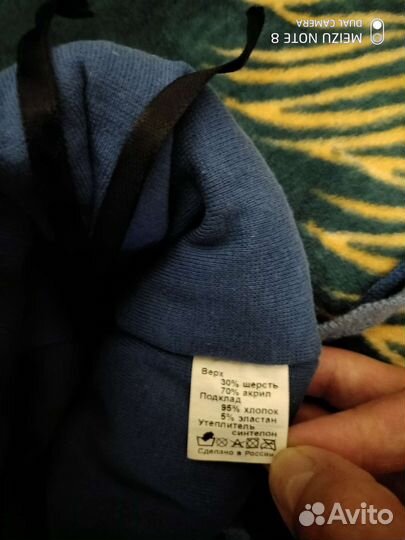 MEIZU NOTE 8
DUAL CAMERA
Верх
30% шерсть
70% акрил
Подклад
95% хлопок
5% эластан
Утеплитель
синтепон
Сделано в России
Avito